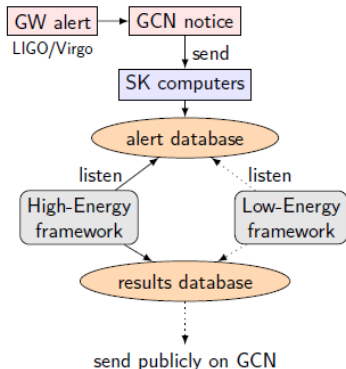 GW alert
GCN notice
LIGO/Virgo
send
SK computers
alert database
listen
listen
High-Energy
framework
Low-Energy
framework
results database
send publicly on GCN